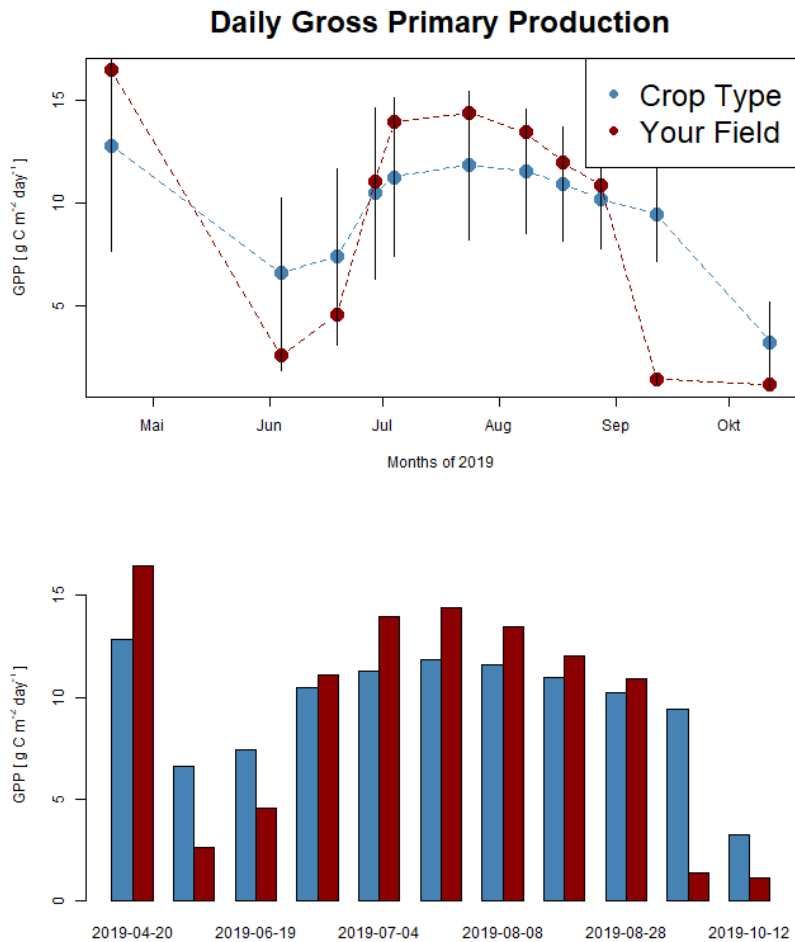 Daily Gross Primary Production
Crop Type
Your Field
GPP [ g C m⁻² day⁻¹ ]
15
10
5
Mai Jun Jul Aug Sep Okt
Months of 2019
GPP [ g C m⁻² day⁻¹ ]
15
10
5
0
2019-04-20 2019-06-19 2019-07-04 2019-08-08 2019-08-28 2019-10-12